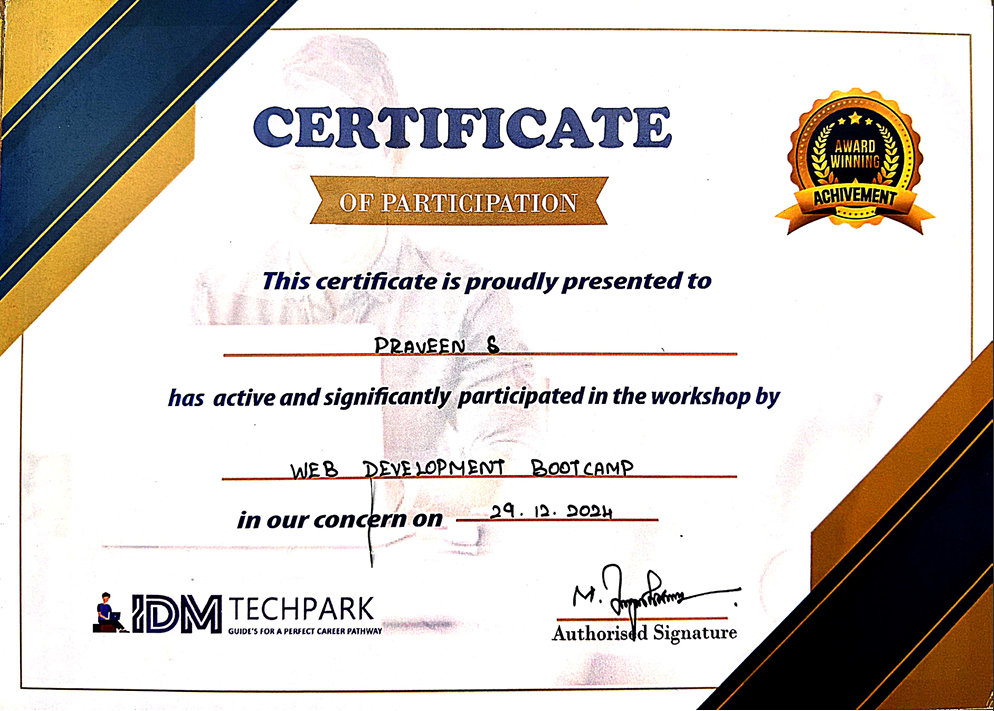 CERTIFICATE
OF PARTICIPATION
AWARD
WINNING
ACHIVEMENT
This certificate is proudly presented to
PRAVEEN S
has active and significantly participated in the workshop by
WEB DEVELOPMENT BOOTCAMP
in our concern on 29.12.2024
IDM TECHPARK
GUIDE'S FOR A PERFECT CAREER PATHWAY
M.
Authorised Signature